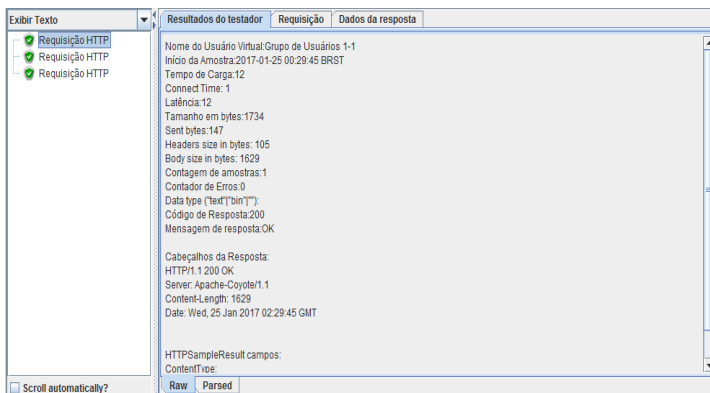 Exibir Texto
Requisição HTTP
Requisição HTTP
Requisição HTTP
Scroll automatically?
Resultados do testador Requisição Dados da resposta
Nome do Usuário Virtual:Grupo de Usuários 1-1
Início da Amostra:2017-01-25 00:29:45 BRST
Tempo de Carga:12
Connect Time: 1
Latência:12
Tamanho em bytes:1734
Sent bytes:147
Headers size in bytes: 105
Body size in bytes: 1629
Contagem de amostras:1
Contador de Erros:0
Data type ("text"|"bin"|""):
Código de Resposta:200
Mensagem de resposta:OK
Cabeçalhos da Resposta:
HTTP/1.1 200 OK
Server: Apache-Coyote/1.1
Content-Length: 1629
Date: Wed, 25 Jan 2017 02:29:45 GMT
HTTPSampleResult campos:
ContentType:
Raw Parsed